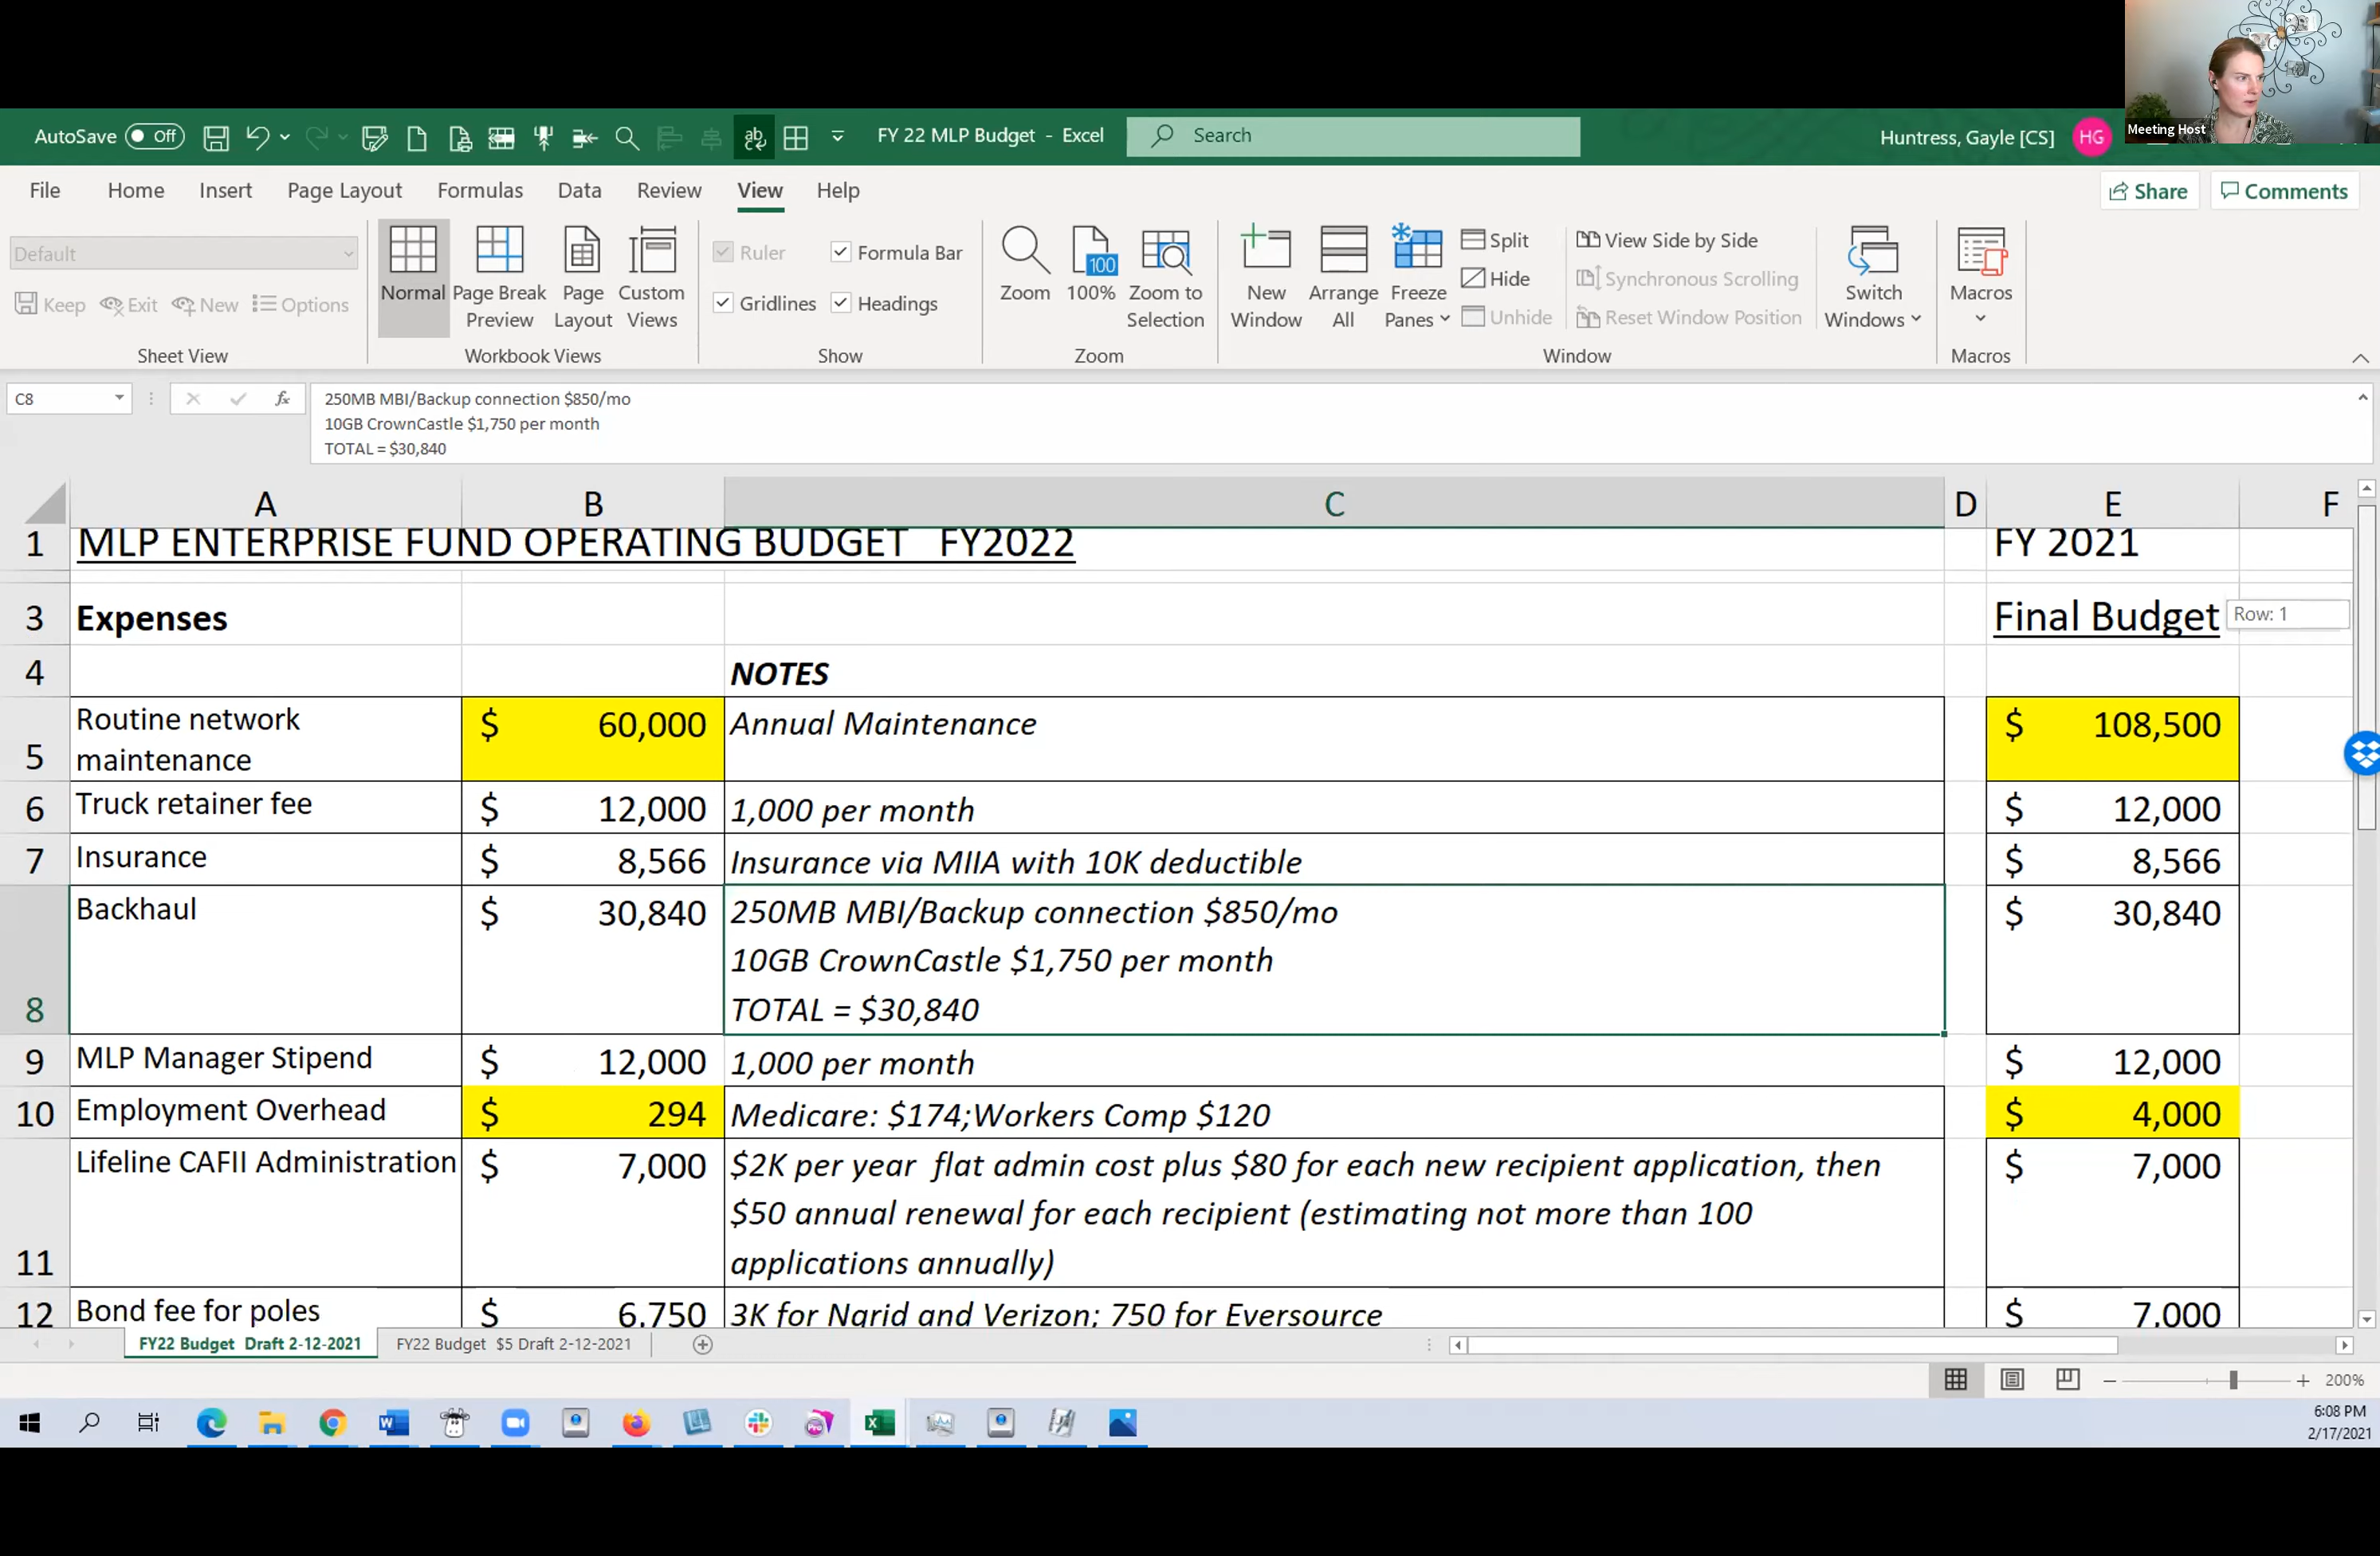 Meeting Host
AutoSave Off
FY 22 MLP Budget - Excel
Search
Huntress, Gayle [CS]
HG
File Home Insert Page Layout Formulas Data Review View Help
Share Comments
Default
Keep Exit New Options
Sheet View
Normal
Page Break Preview
Page Layout
Custom Views
Workbook Views
Ruler Formula Bar
Gridlines Headings
Show
Zoom
100
100%
Zoom to Selection
Zoom
New Window
Arrange All
Freeze Panes
Split
Hide
Unhide
View Side by Side
Synchronous Scrolling
Reset Window Position
Window
Switch Windows
Macros
Macros
C8
fx
250MB MBI/Backup connection $850/mo
10GB CrownCastle $1,750 per month
TOTAL = $30,840
A B C D E F
1 MLP ENTERPRISE FUND OPERATING BUDGET FY2022 FY 2021
3 Expenses Final Budget
Row: 1
4 NOTES
5 Routine network maintenance $ 60,000 Annual Maintenance $ 108,500
6 Truck retainer fee $ 12,000 1,000 per month $ 12,000
7 Insurance $ 8,566 Insurance via MIIA with 10K deductible $ 8,566
8 Backhaul $ 30,840 250MB MBI/Backup connection $850/mo $ 30,840
10GB CrownCastle $1,750 per month
TOTAL = $30,840
9 MLP Manager Stipend $ 12,000 1,000 per month $ 12,000
10 Employment Overhead $ 294 Medicare: $174;Workers Comp $120 $ 4,000
11 Lifeline CAFII Administration $ 7,000 $2K per year flat admin cost plus $80 for each new recipient application, then $ 7,000
$50 annual renewal for each recipient (estimating not more than 100
applications annually)
12 Bond fee for poles $ 6,750 3K for Ngrid and Verizon; 750 for Eversource $ 7,000
FY22 Budget Draft 2-12-2021 FY22 Budget $5 Draft 2-12-2021
200%
6:08 PM
2/17/2021